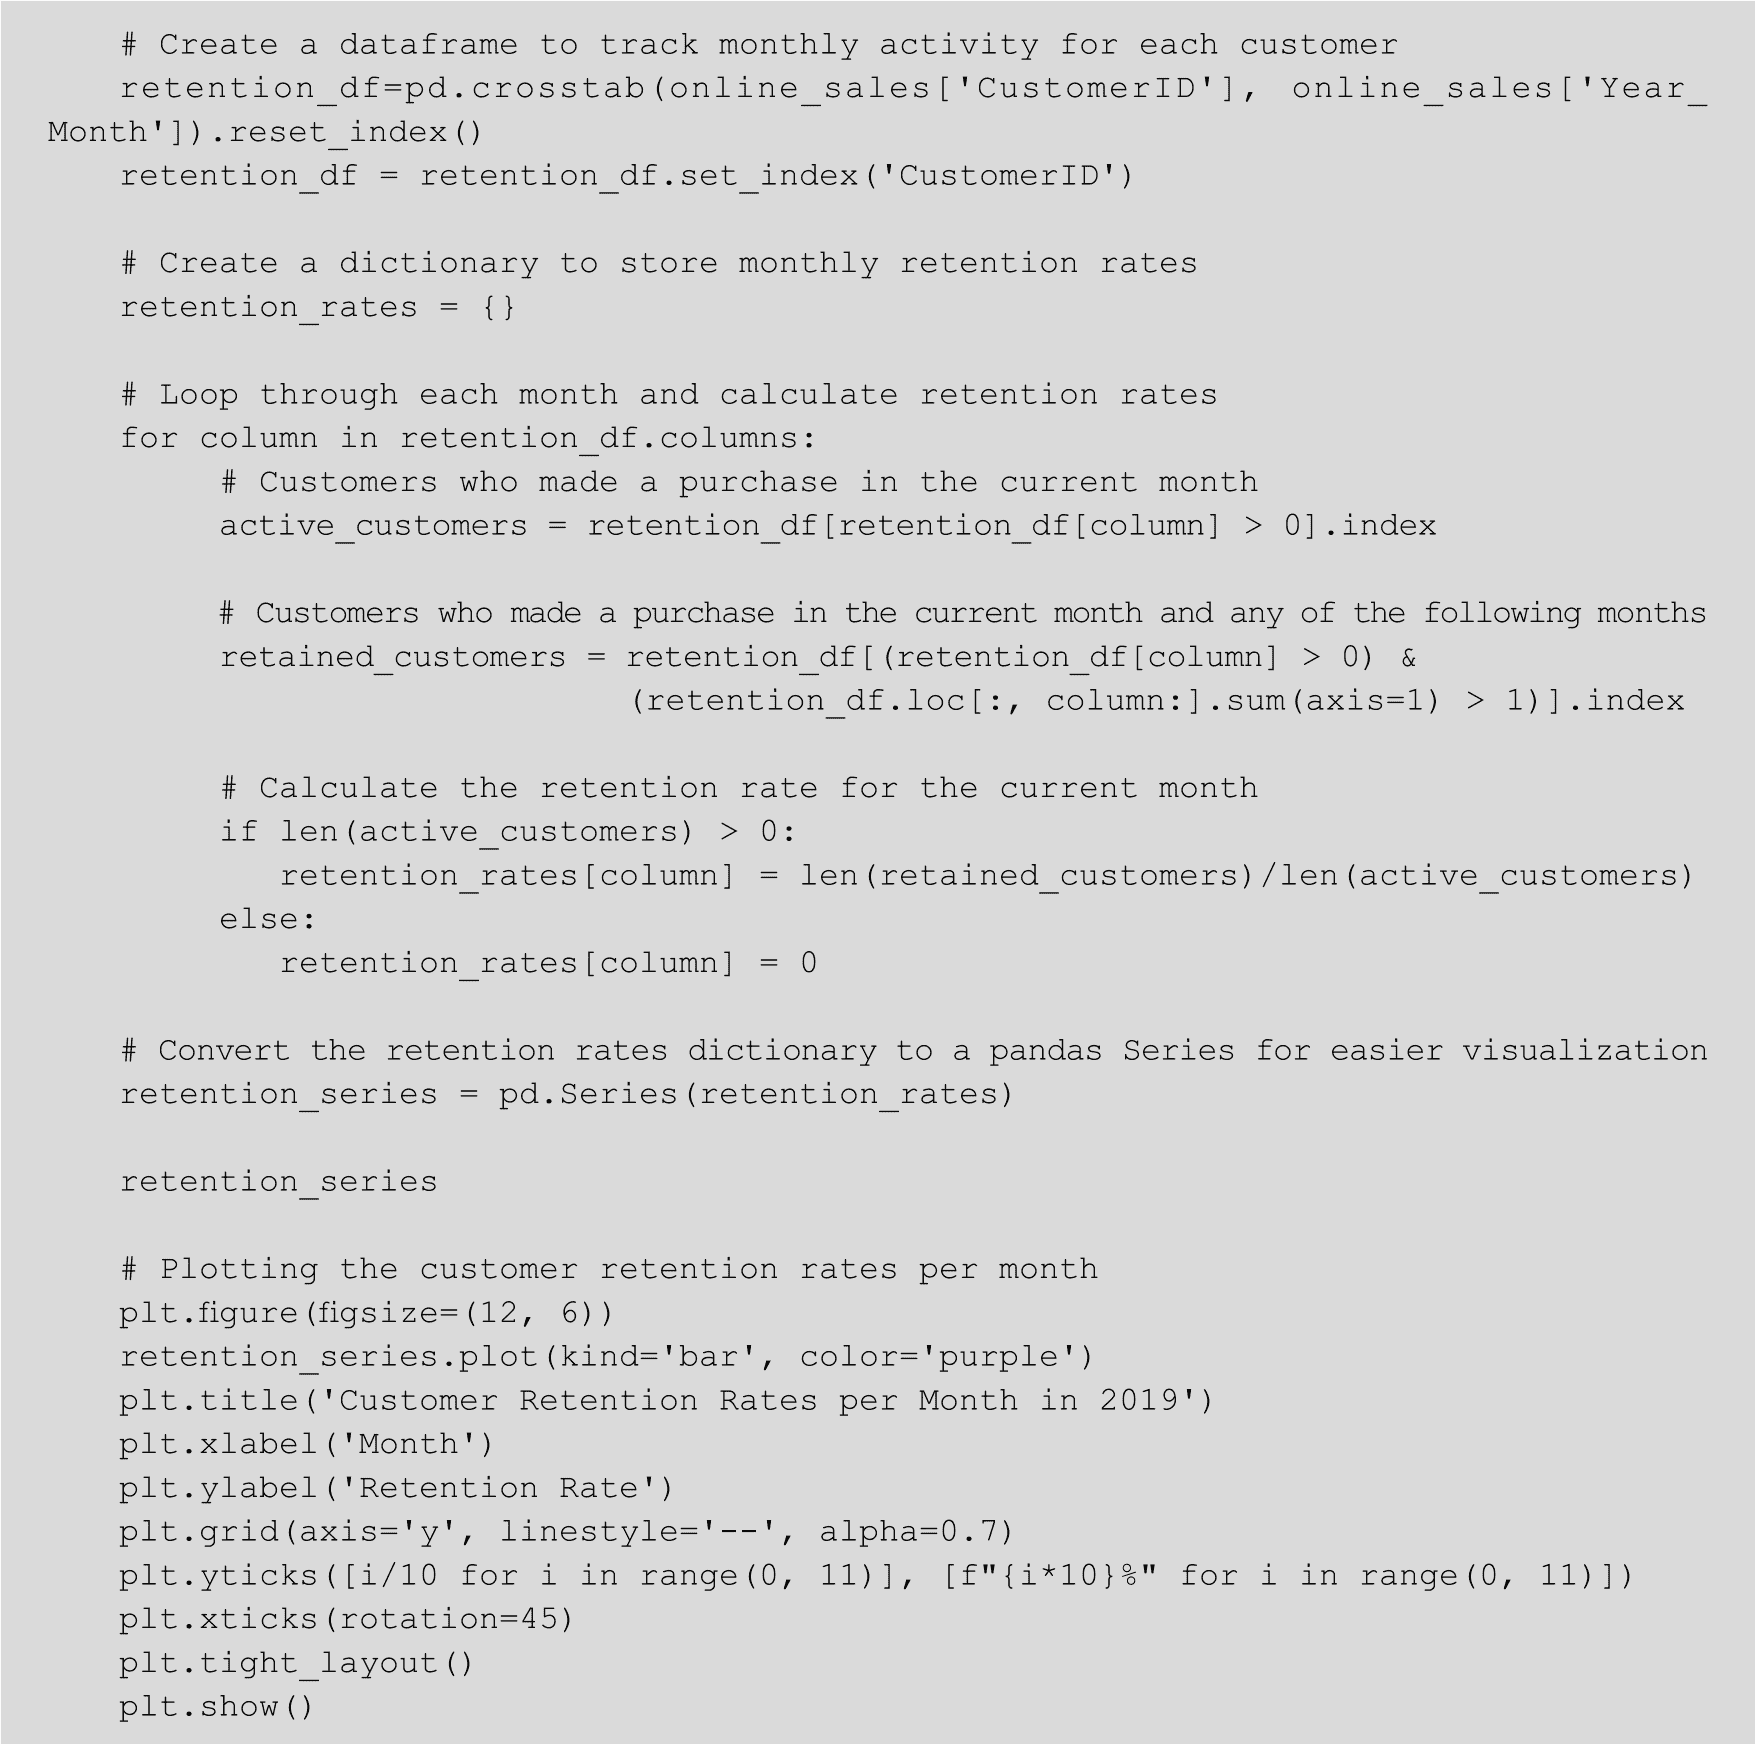 # Create a dataframe to track monthly activity for each customer
retention_df=pd.crosstab(online_sales['CustomerID'], online_sales['Year_
Month']).reset_index()
retention_df = retention_df.set_index('CustomerID')

# Create a dictionary to store monthly retention rates
retention_rates = {}

# Loop through each month and calculate retention rates
for column in retention_df.columns:
     # Customers who made a purchase in the current month
     active_customers = retention_df[retention_df[column] > 0].index

     # Customers who made a purchase in the current month and any of the following months
     retained_customers = retention_df[(retention_df[column] > 0) &
                         (retention_df.loc[:, column:].sum(axis=1) > 1)].index

     # Calculate the retention rate for the current month
     if len(active_customers) > 0:
        retention_rates[column] = len(retained_customers)/len(active_customers)
     else:
        retention_rates[column] = 0

# Convert the retention rates dictionary to a pandas Series for easier visualization
retention_series = pd.Series(retention_rates)

retention_series

# Plotting the customer retention rates per month
plt.figure(figsize=(12, 6))
retention_series.plot(kind='bar', color='purple')
plt.title('Customer Retention Rates per Month in 2019')
plt.xlabel('Month')
plt.ylabel('Retention Rate')
plt.grid(axis='y', linestyle='--', alpha=0.7)
plt.yticks([i/10 for i in range(0, 11)], [f"{i*10}%" for i in range(0, 11)])
plt.xticks(rotation=45)
plt.tight_layout()
plt.show()